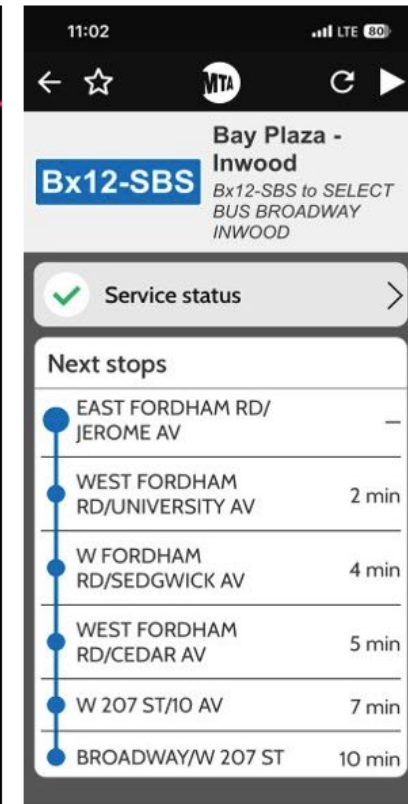 11:02
LTE 80
MTA
Bay Plaza -
Inwood
Bx12-SBS
Bx12-SBS to SELECT
BUS BROADWAY
INWOOD
Service status
Next stops
EAST FORDHAM RD/
JEROME AV
—
WEST FORDHAM
RD/UNIVERSITY AV
2 min
W FORDHAM
RD/SEDGWICK AV
4 min
WEST FORDHAM
RD/CEDAR AV
5 min
W 207 ST/10 AV
7 min
BROADWAY/W 207 ST
10 min